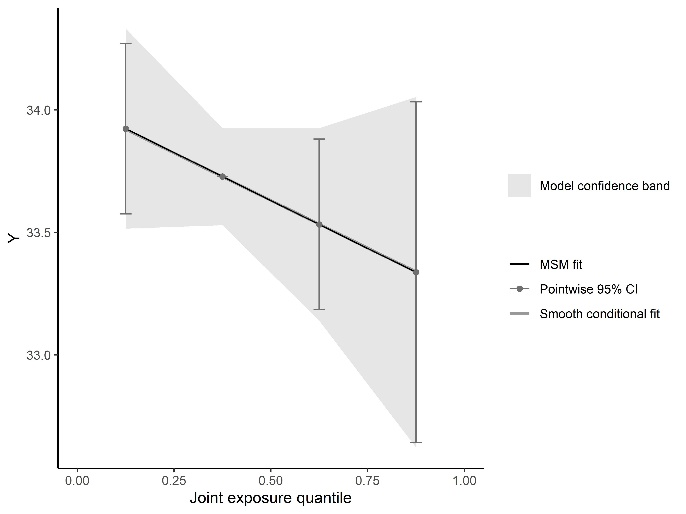 34.0
33.5
33.0
Y
0.00 0.25 0.50 0.75 1.00
Joint exposure quantile
Model confidence band
MSM fit
Pointwise 95% CI
Smooth conditional fit